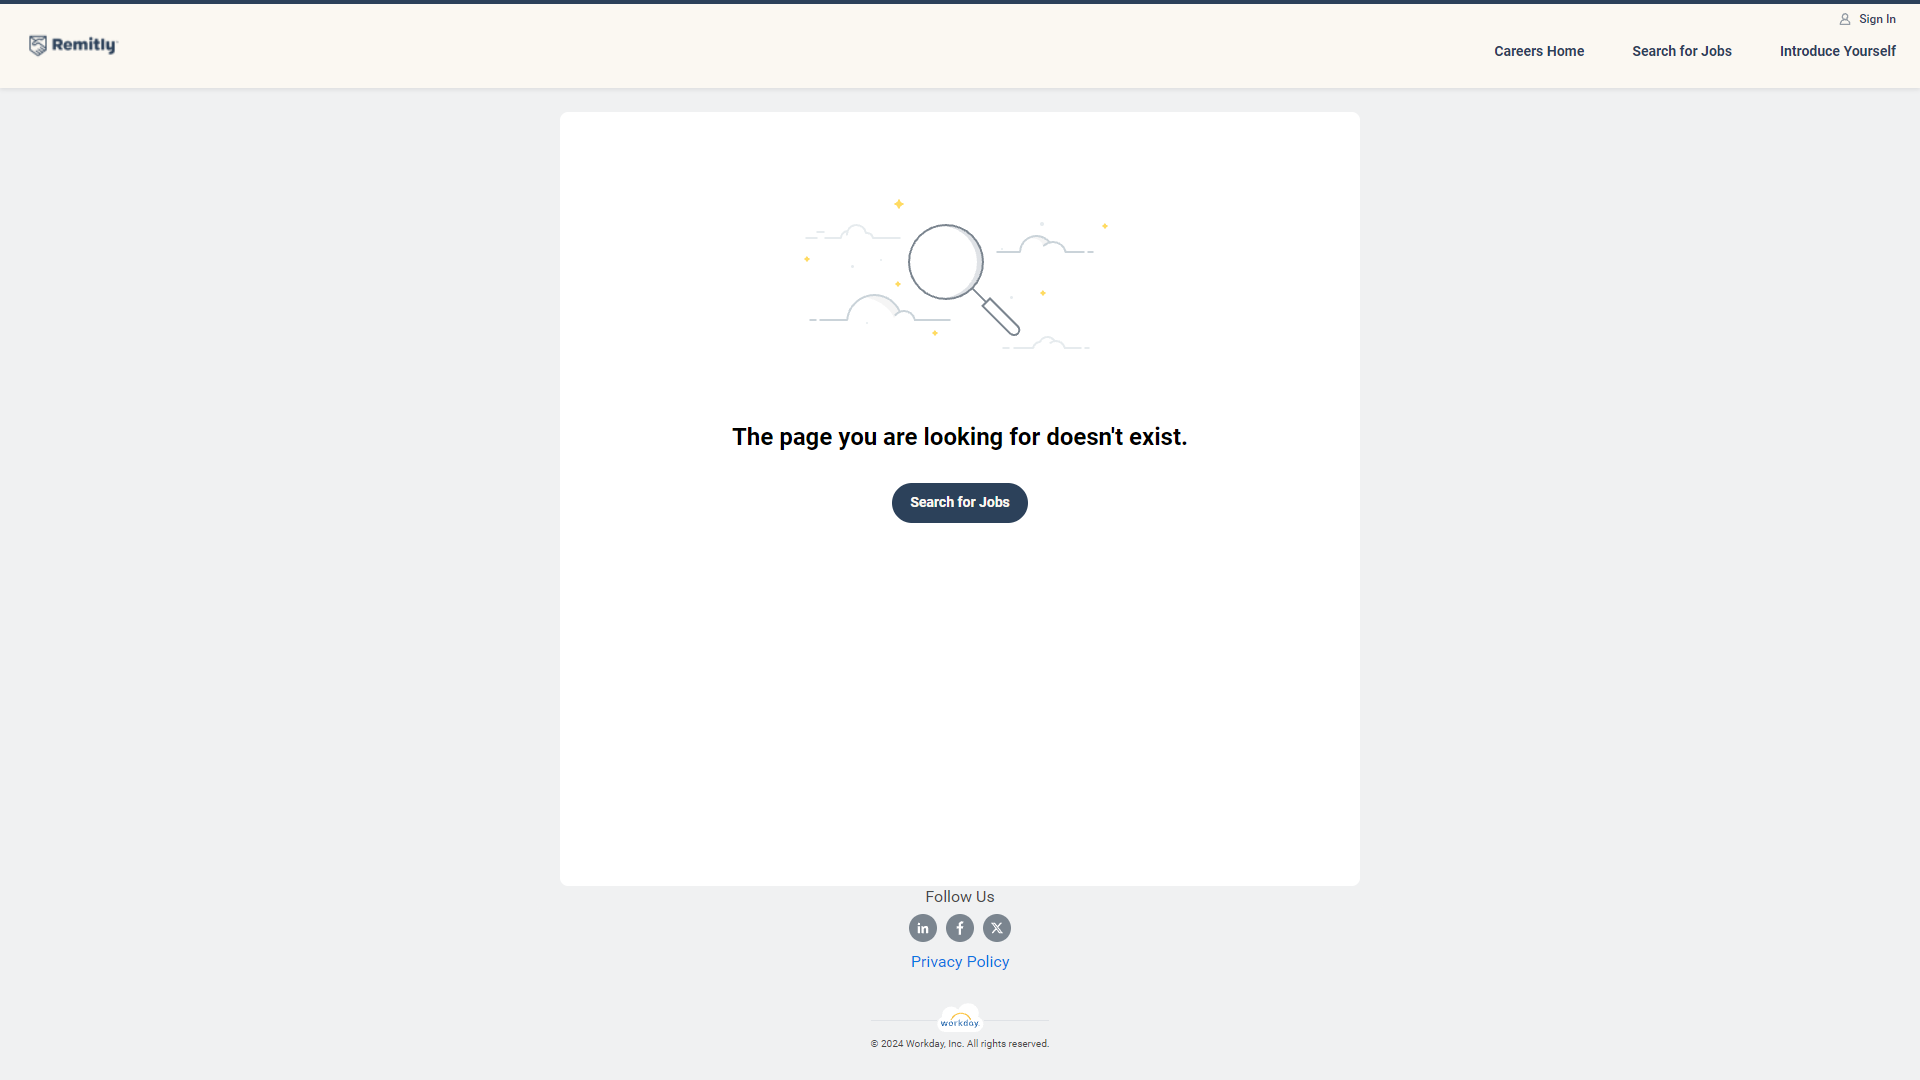 Sign In
Remitly
Careers Home
Search for Jobs
Introduce Yourself
The page you are looking for doesn't exist.
Search for Jobs
Follow Us
Privacy Policy
workday.
© 2024 Workday, Inc. All rights reserved.